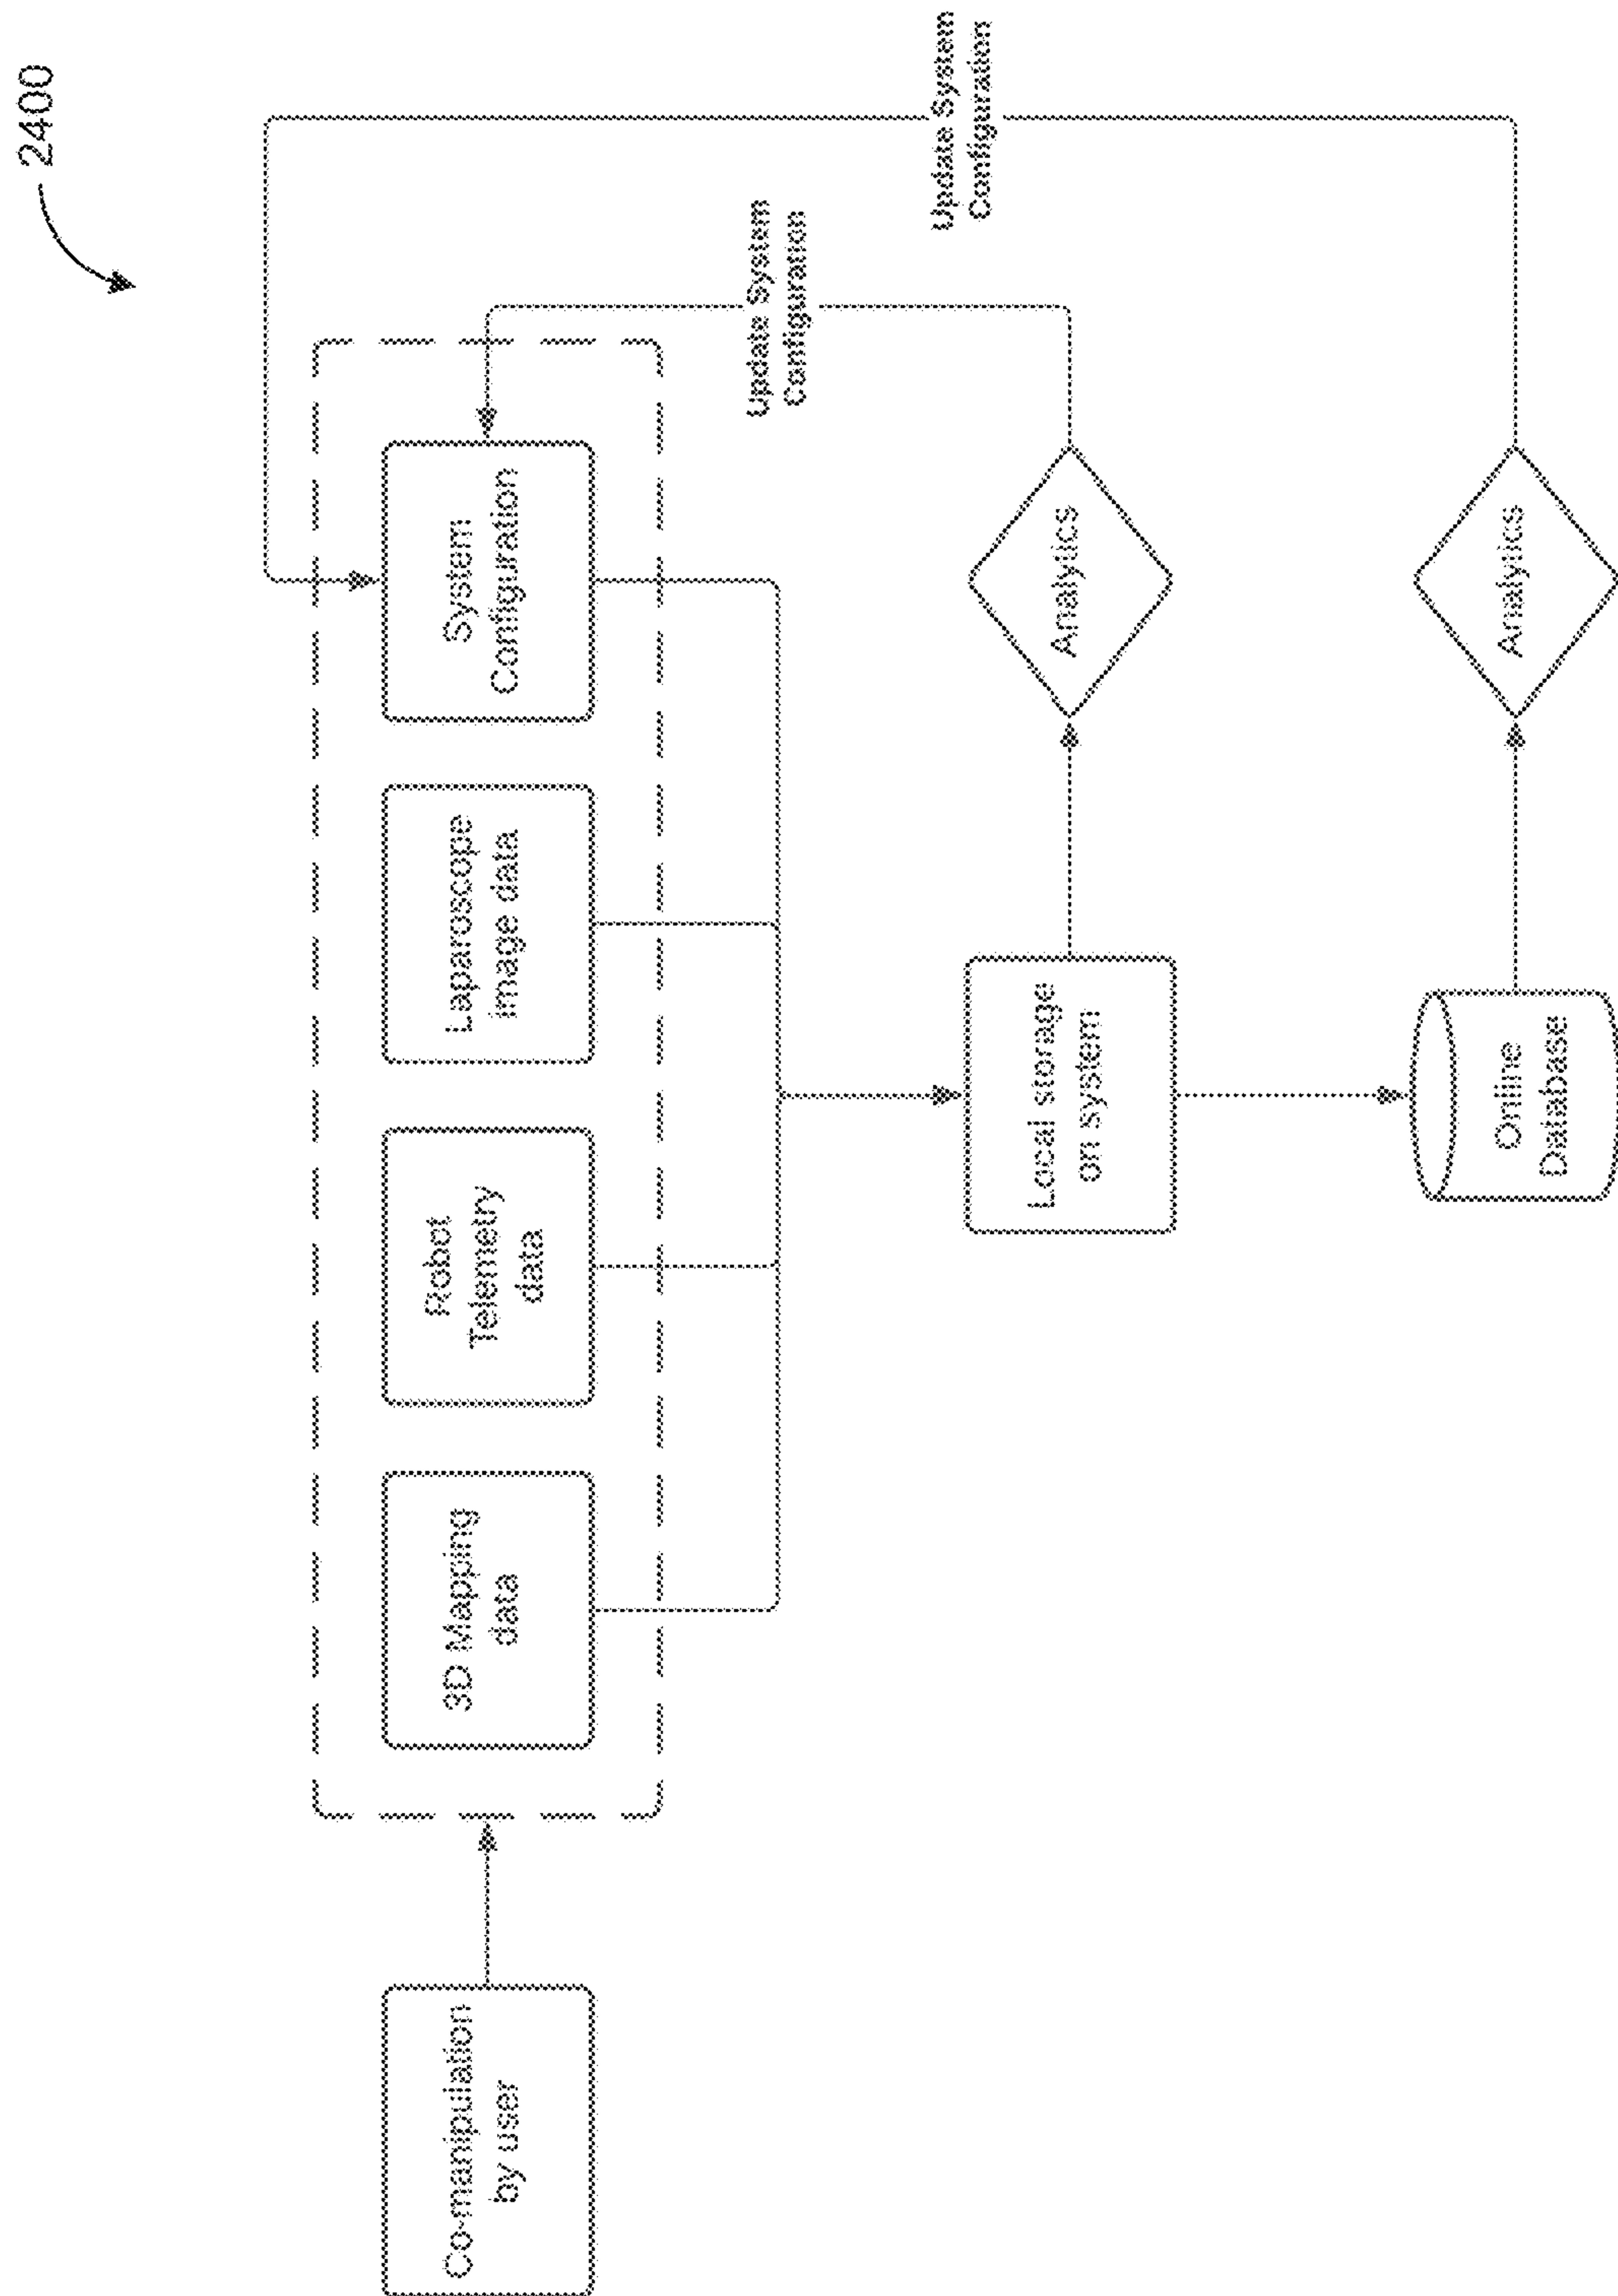 2400
Co-manipulation
by user
3D Mapping
data
Robot
Telemetry
data
Laparoscope
image data
System
Configuration
Update System
Configuration
Update System
Configuration
Local storage
on system
Analytics
Online
Database
Analytics